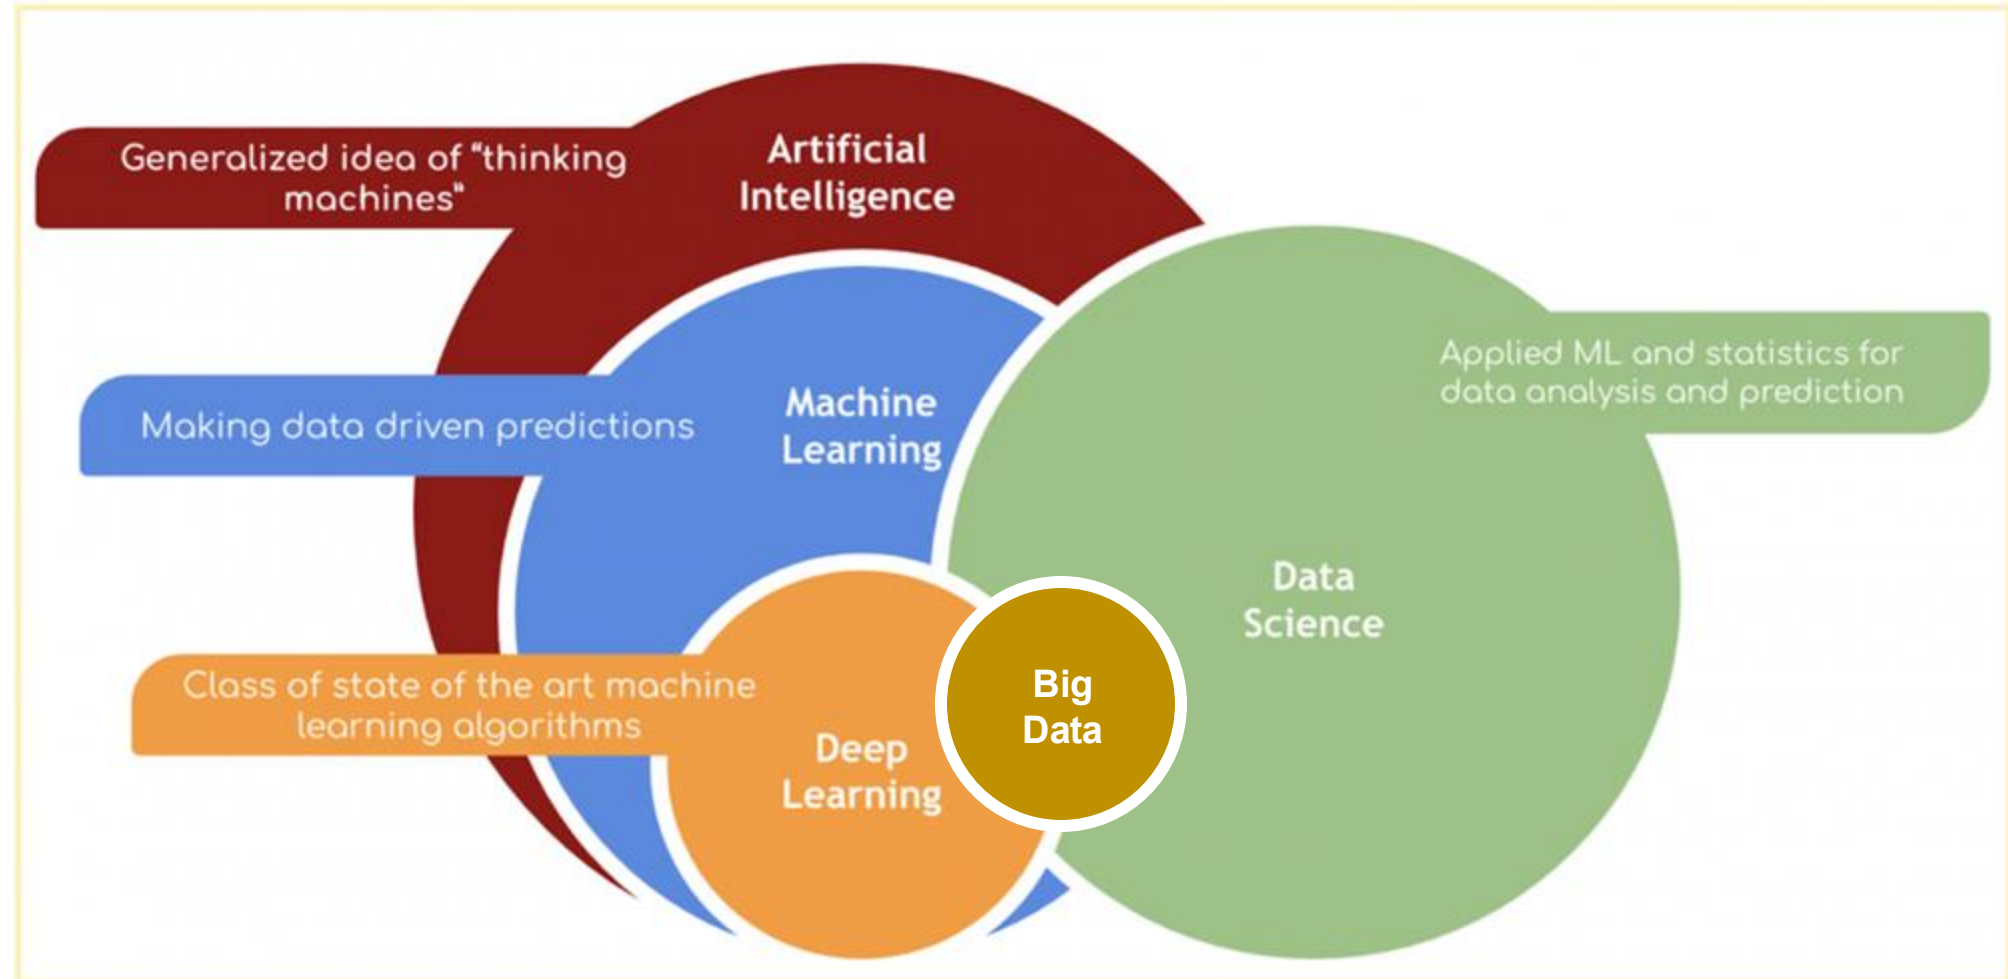 Generalized idea of “thinking
machines“
Artificial
Intelligence
Applied ML and statistics for
data analysis and prediction
Making data driven predictions
Machine
Learning
Data
Science
Class of state of the art machine
learning algorithms
Big
Data
Deep
Learning